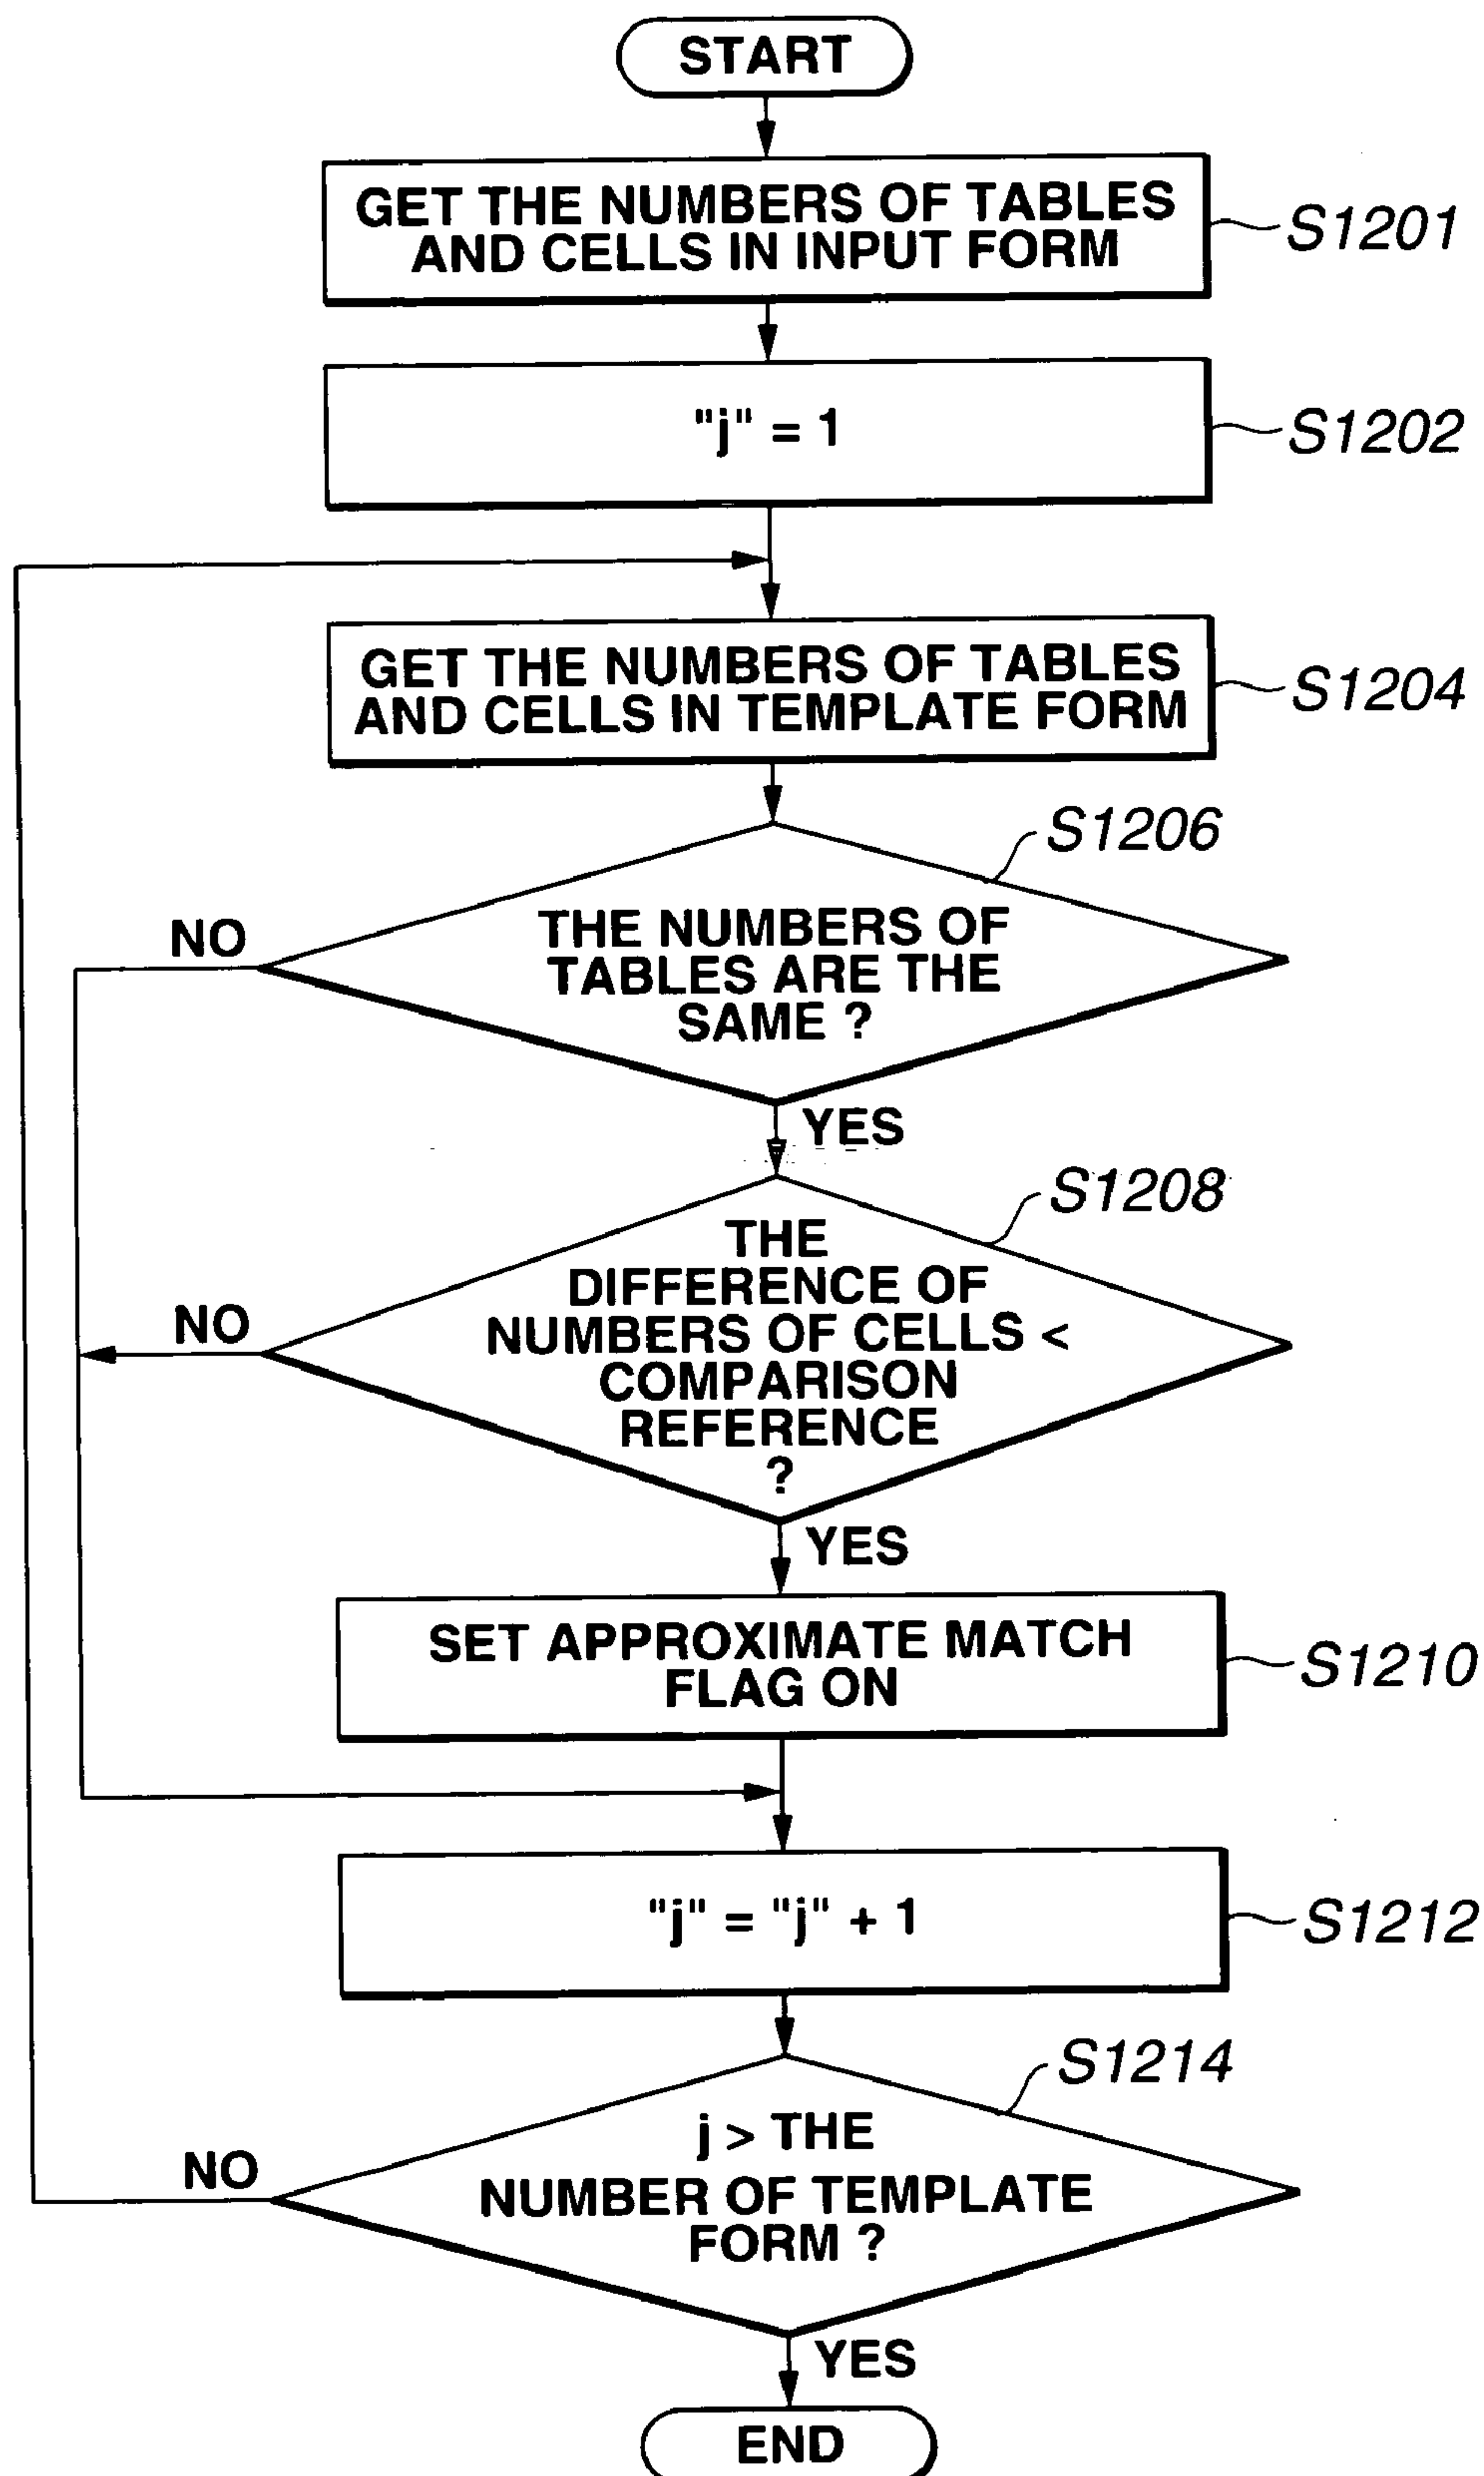 START
GET THE NUMBERS OF TABLES
AND CELLS IN INPUT FORM
S1201
"j" = 1
S1202
GET THE NUMBERS OF TABLES
AND CELLS IN TEMPLATE FORM
S1204
S1206
NO
THE NUMBERS OF
TABLES ARE THE
SAME ?
YES
S1208
NO
THE
DIFFERENCE OF
NUMBERS OF CELLS <
COMPARISON
REFERENCE
?
YES
SET APPROXIMATE MATCH
FLAG ON
S1210
"j" = "j" + 1
S1212
S1214
NO
j > THE
NUMBER OF TEMPLATE
FORM ?
YES
END